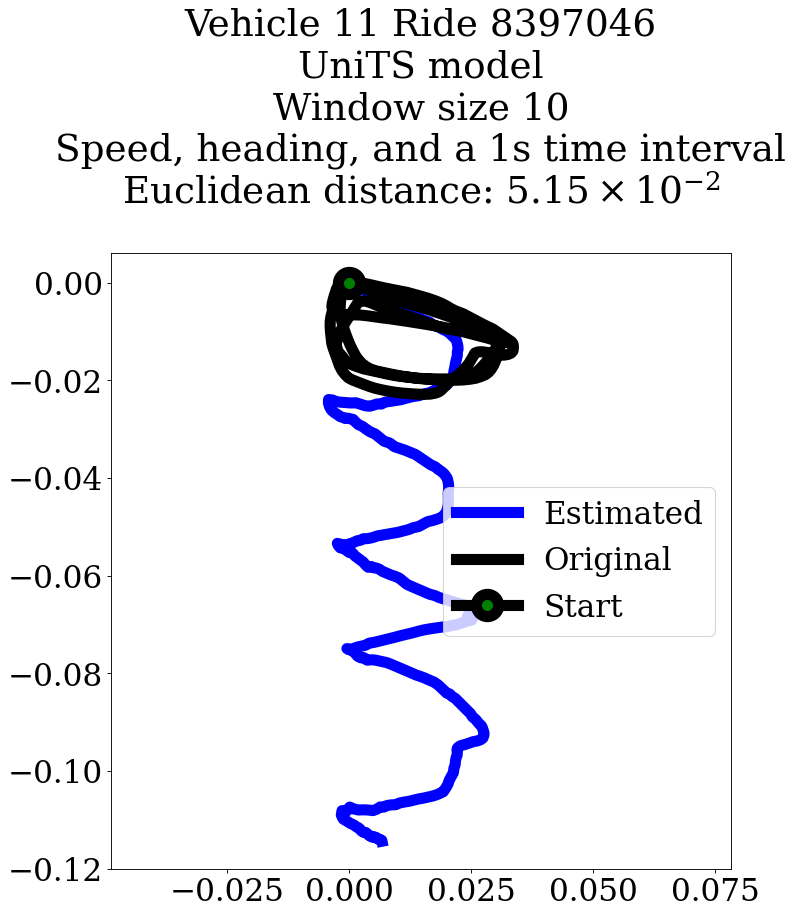 Vehicle 11 Ride 8397046
UniTS model
Window size 10
Speed, heading, and a 1s time interval
Euclidean distance: 5.15 × 10⁻²
0.00
−0.02
−0.04
−0.06
−0.08
−0.10
−0.12
Estimated
Original
Start
−0.025 0.000 0.025 0.050 0.075